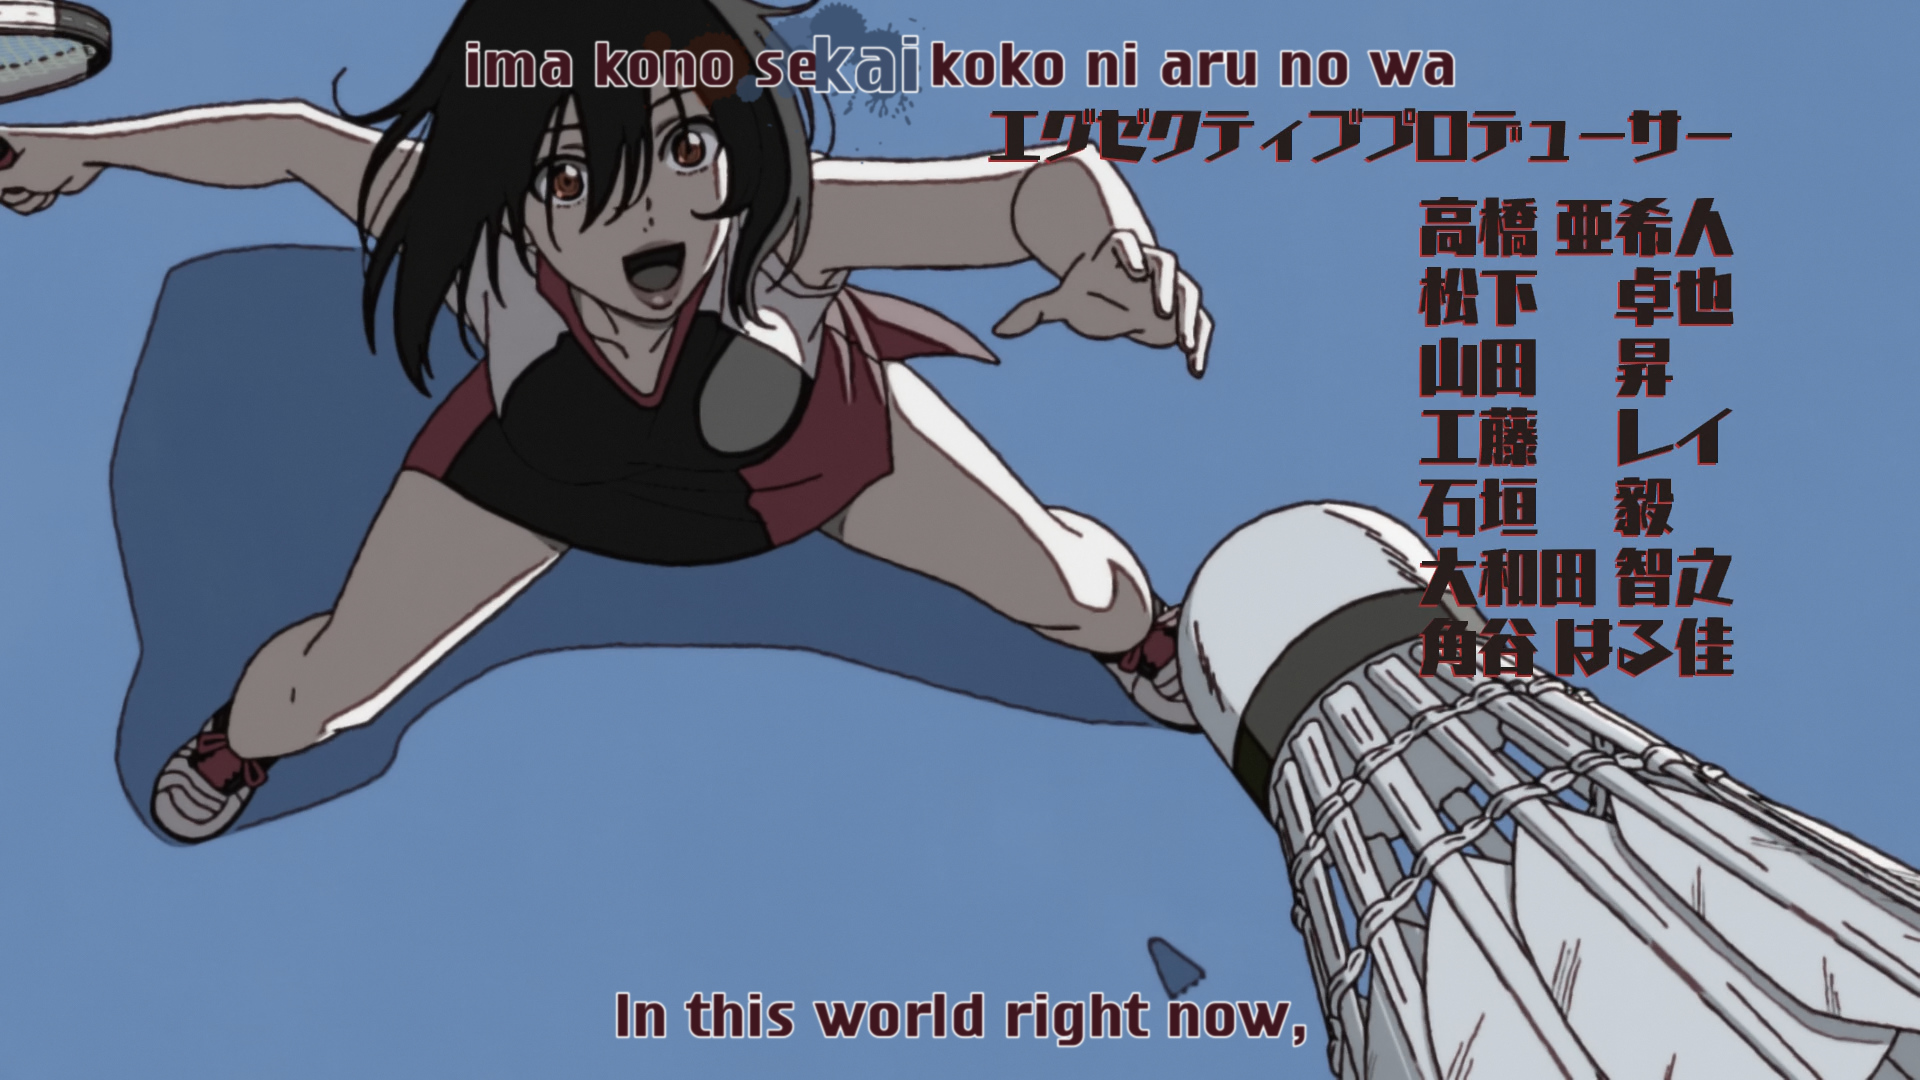 ima kono sekai koko ni aru no wa
エグゼクティブプロデューサー
高橋 亜希人
松下 卓也
山田 昇
工藤 レイ
石垣 毅
大和田 智之
角谷 はる佳
In this world right now,